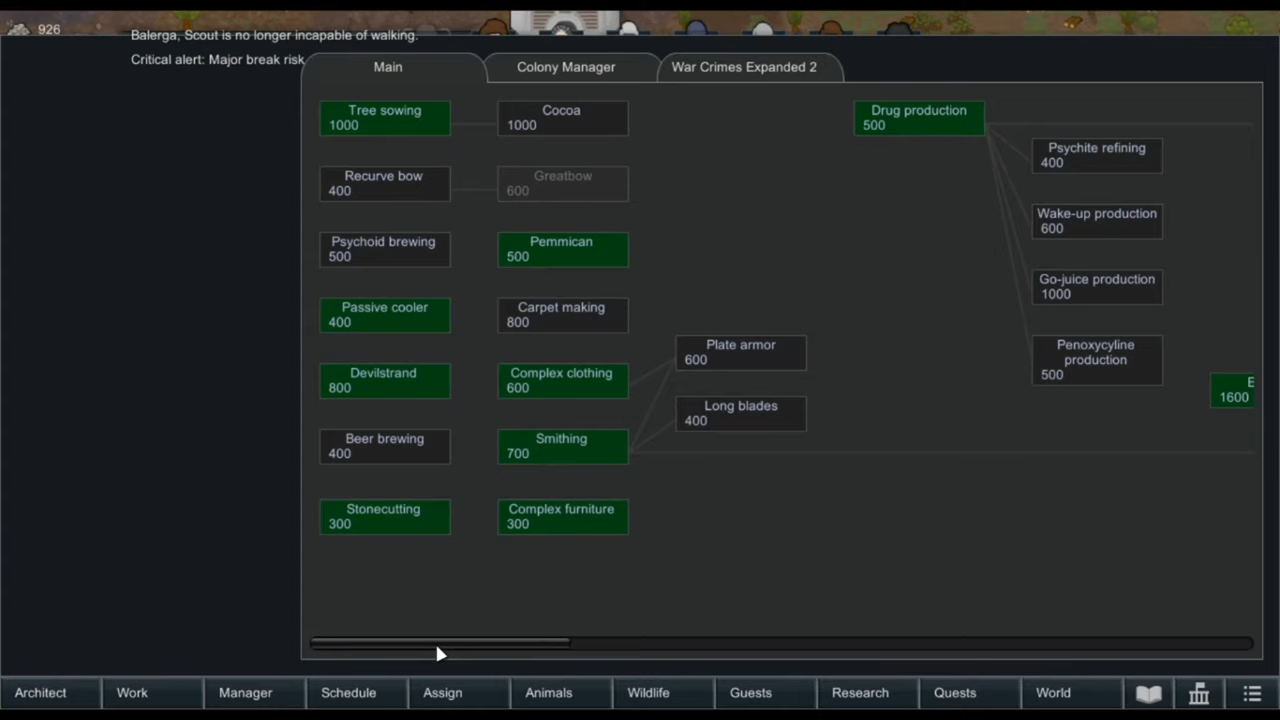 926
Balerga, Scout is no longer incapable of walking.
Critical alert: Major break risk
Main
Colony Manager
War Crimes Expanded 2
Tree sowing
1000
Cocoa
1000
Drug production
500
Psychite refining
400
Recurve bow
400
Greatbow
600
Wake-up production
600
Psychoid brewing
500
Pemmican
500
Go-juice production
1000
Passive cooler
400
Carpet making
800
Plate armor
600
Penoxycyline
production
500
Devilstrand
800
Complex clothing
600
Long blades
400
E
1600
Beer brewing
400
Smithing
700
Stonecutting
300
Complex furniture
300
Architect
Work
Manager
Schedule
Assign
Animals
Wildlife
Guests
Research
Quests
World